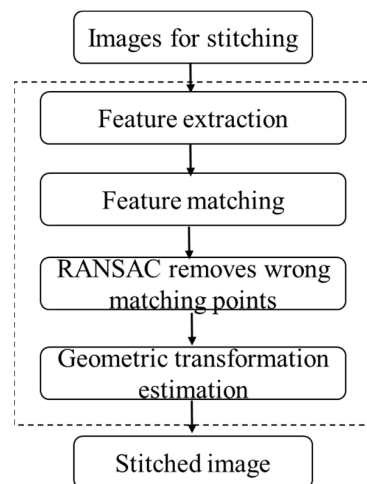 Images for stitching
Feature extraction
Feature matching
RANSAC removes wrong
matching points
Geometric transformation
estimation
Stitched image